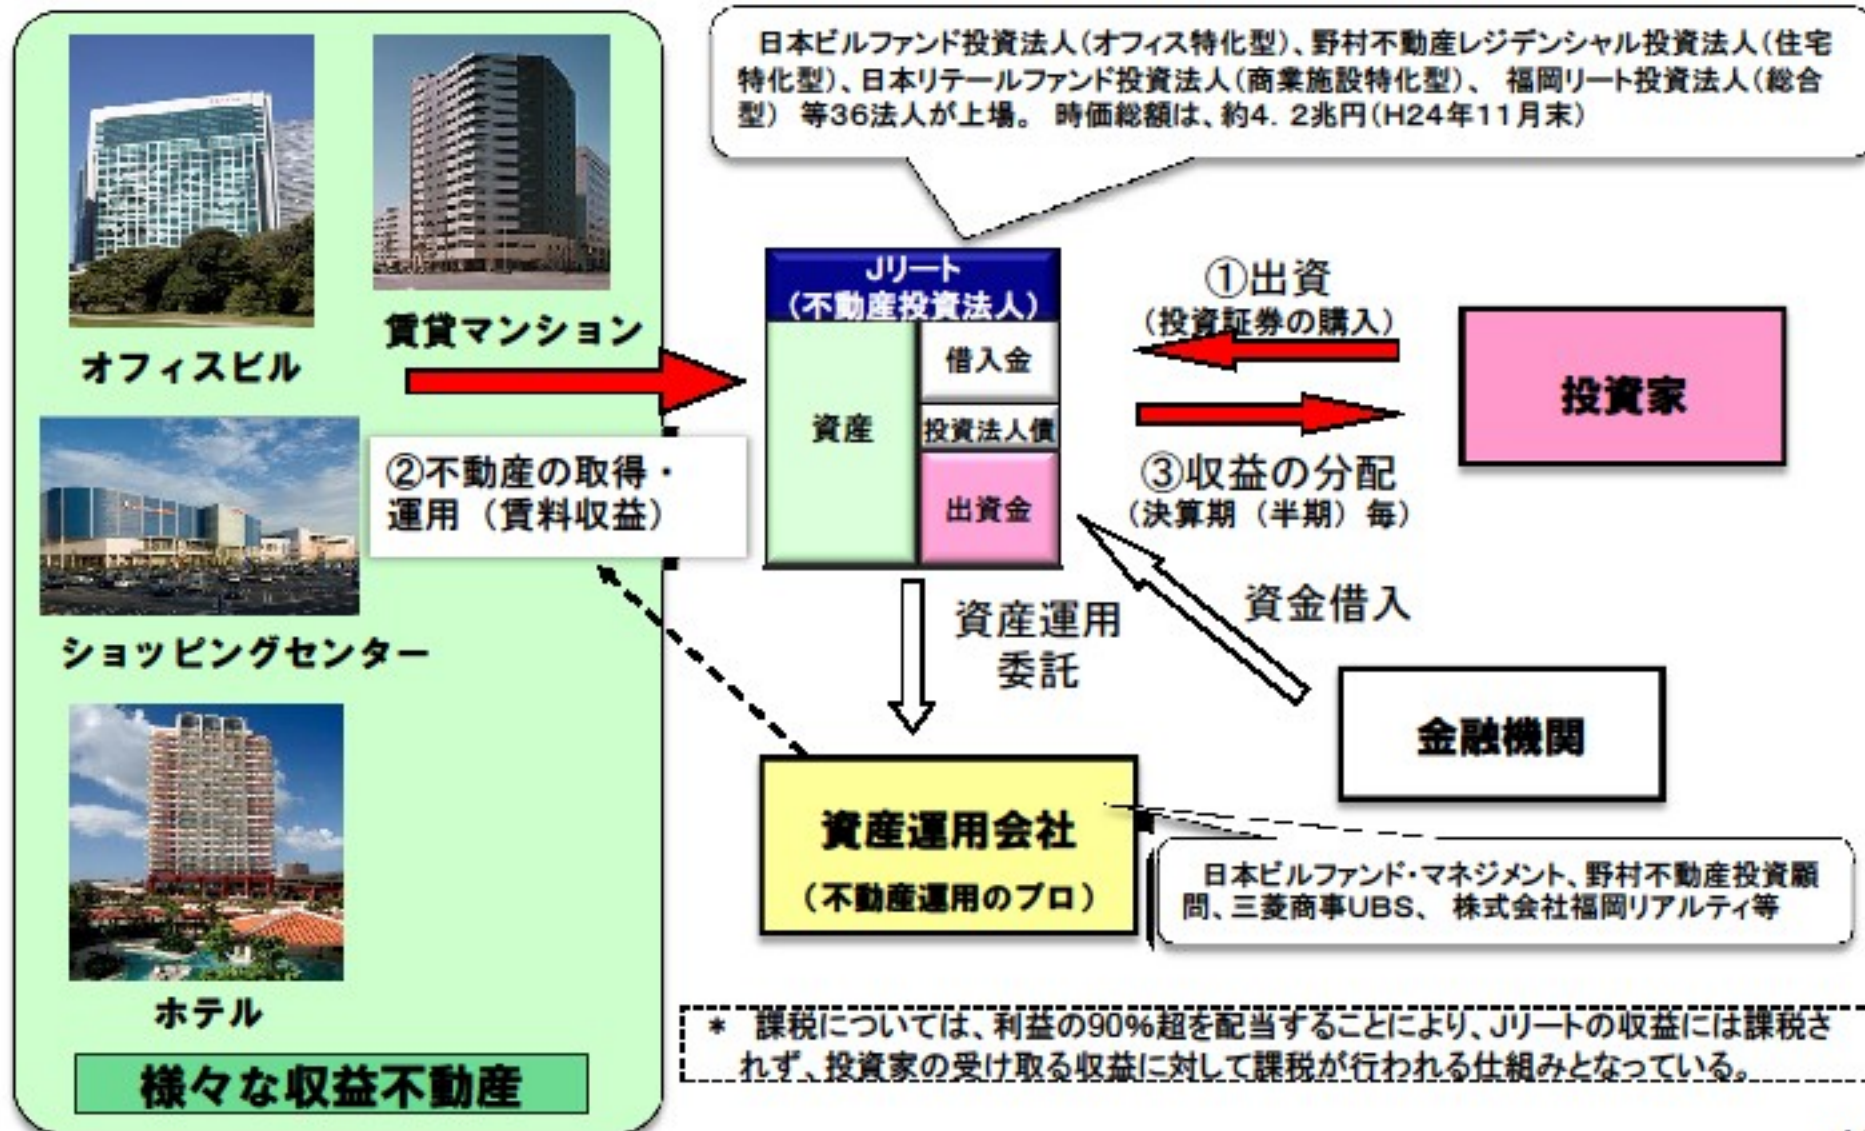 日本ビルファンド投資法人(オフィス特化型)、野村不動産レジデンシャル投資法人(住宅
特化型)、日本リテールファンド投資法人(商業施設特化型)、 福岡リート投資法人(総合
型) 等36法人が上場。 時価総額は、約4.2兆円(H24年11月末)
オフィスビル
賃貸マンション
ショッピングセンター
ホテル
様々な収益不動産
②不動産の取得・
運用(賃料収益)
Jリート
(不動産投資法人)
資産
借入金
投資法人債
出資金
①出資
(投資証券の購入)
③収益の分配
(決算期(半期)毎)
投資家
資金借入
金融機関
資産運用
委託
資産運用会社
(不動産運用のプロ)
日本ビルファンド・マネジメント、野村不動産投資顧
問、三菱商事UBS、 株式会社福岡リアルティ等
* 課税については、利益の90%超を配当することにより、Jリートの収益には課税さ
れず、投資家の受け取る収益に対して課税が行われる仕組みとなっている。